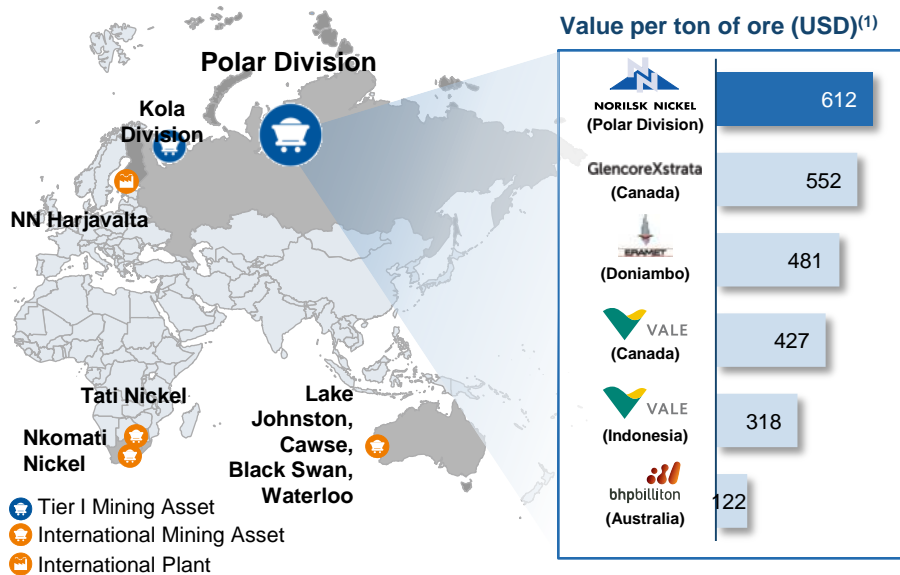 Value per ton of ore (USD)(1)
Polar Division
Kola
Division
NN Harjavalta
Tati Nickel
Nkomati
Nickel
Lake
Johnston,
Cawse,
Black Swan,
Waterloo
Tier I Mining Asset
International Mining Asset
International Plant
NORILSK NICKEL
(Polar Division)
612
GlencoreXstrata
(Canada)
552
ERAMET
(Doniambo)
481
VALE
(Canada)
427
VALE
(Indonesia)
318
bhpbilliton
(Australia)
122